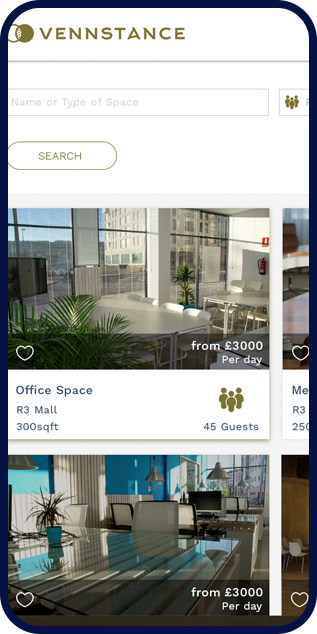 VENNSTANCE
Name or Type of Space
SEARCH
from £3000
Per day
Office Space
R3 Mall
300sqft
45 Guests
Me
R3
250
from £3000
Per day